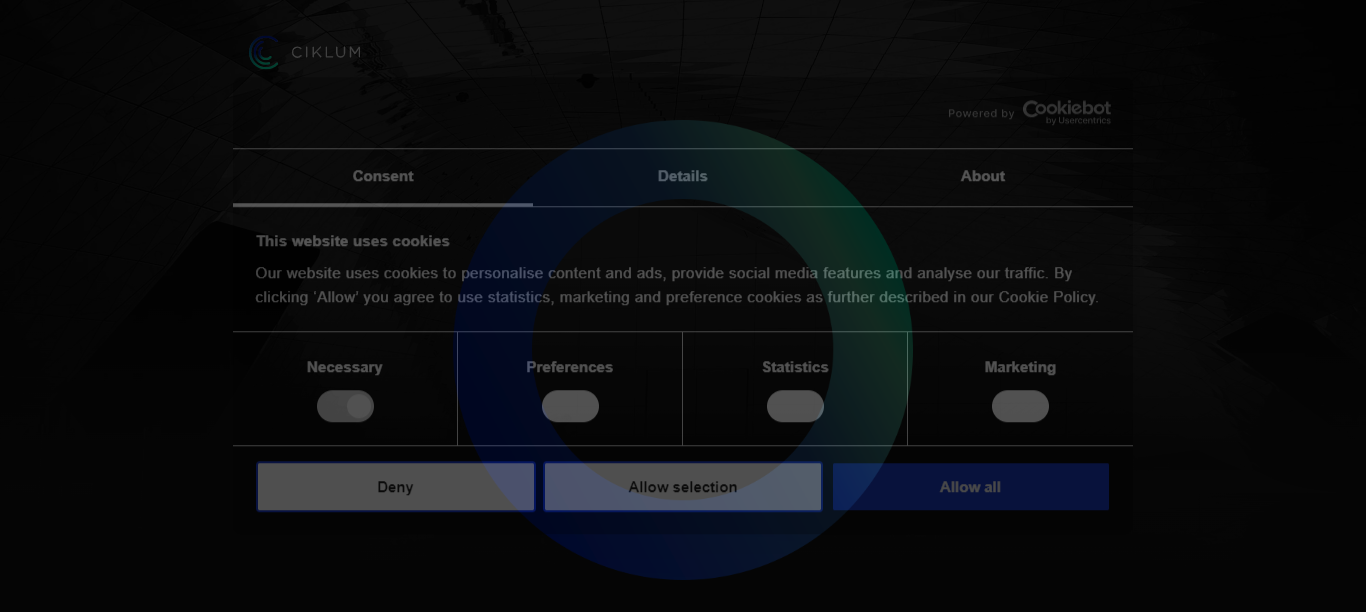 CIKLUM
Powered by Cookiebot
by Usercentrics
Consent
Details
About
This website uses cookies
Our website uses cookies to personalise content and ads, provide social media features and analyse our traffic. By
clicking 'Allow' you agree to use statistics, marketing and preference cookies as further described in our Cookie Policy.
Necessary
Preferences
Statistics
Marketing
Deny
Allow selection
Allow all